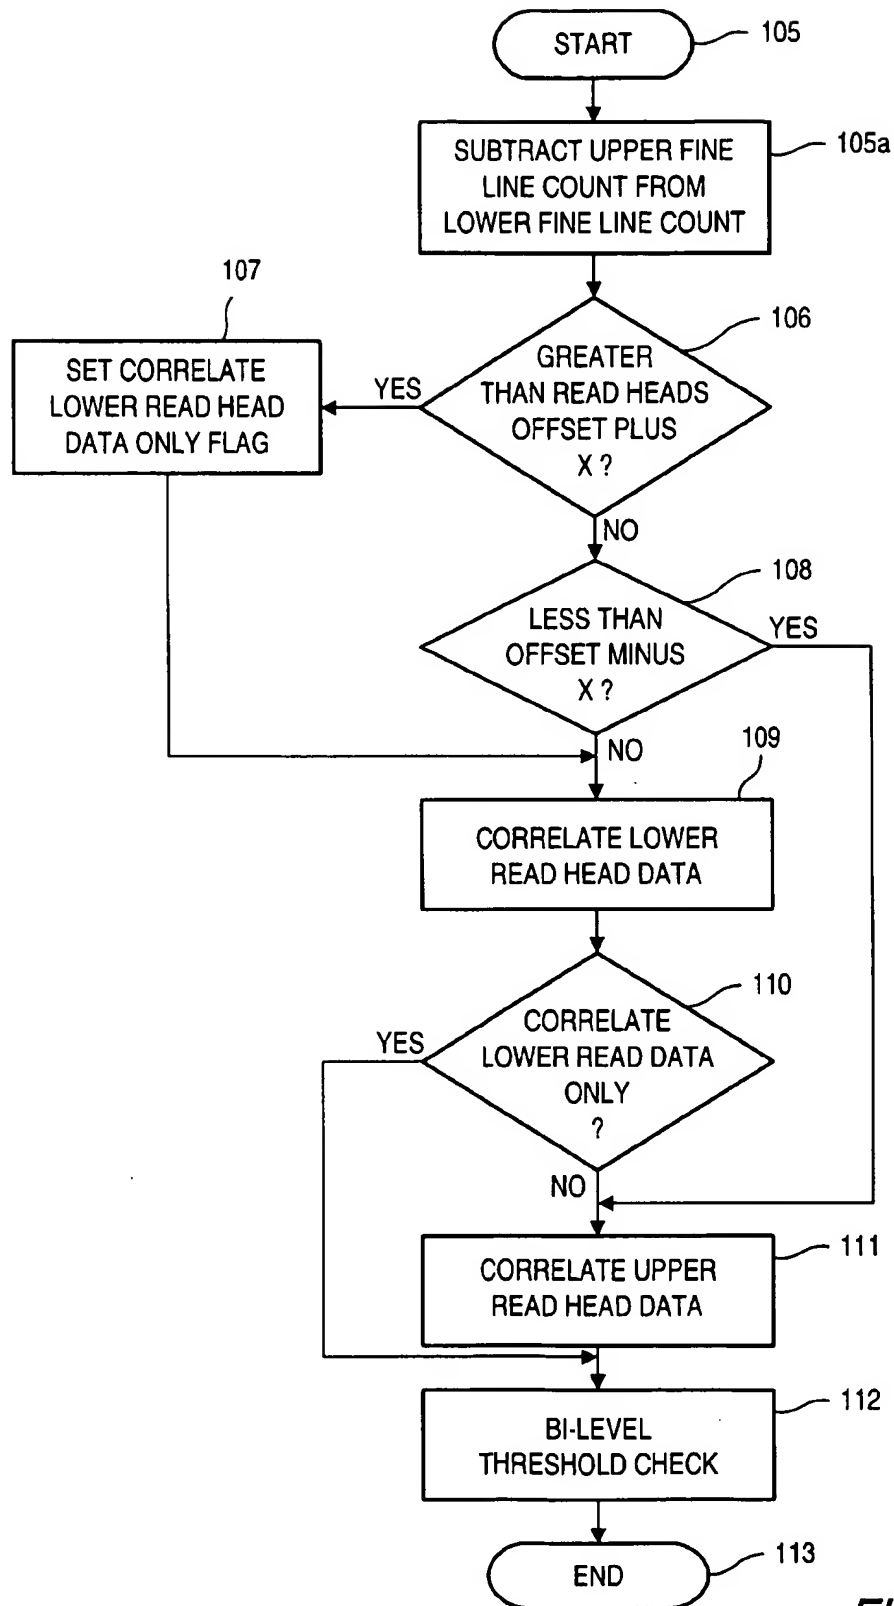 START
105
SUBTRACT UPPER FINE
LINE COUNT FROM
LOWER FINE LINE COUNT
105a
107
SET CORRELATE
LOWER READ HEAD
DATA ONLY FLAG
YES
GREATER
THAN READ HEADS
OFFSET PLUS
X ?
106
NO
LESS THAN
OFFSET MINUS
X ?
108
YES
NO
109
CORRELATE LOWER
READ HEAD DATA
110
YES
CORRELATE
LOWER READ DATA
ONLY
?
NO
CORRELATE UPPER
READ HEAD DATA
111
BI-LEVEL
THRESHOLD CHECK
112
END
113